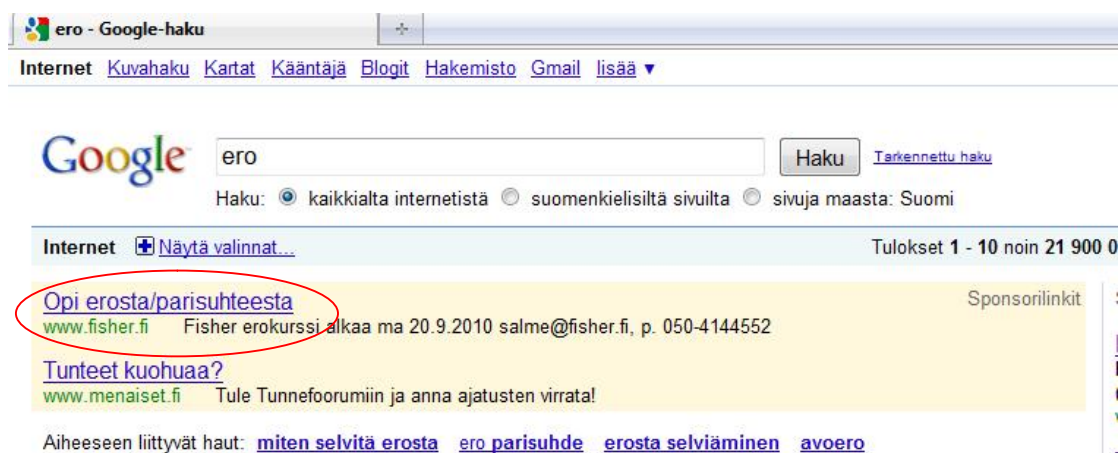 ero - Google-haku
Internet Kuvahaku Kartat Kääntäjä Blogit Hakemisto Gmail lisää ▼
Google ero Haku Tarkennettu haku
Haku: kaikkialta internetistä suomenkielisiltä sivuilta sivuja maasta: Suomi
Internet Näytä valinnat... Tulokset 1 - 10 noin 21 900 0
Opi erosta/parisuhteesta Sponsorilinkit
www.fisher.fi Fisher erokurssi alkaa ma 20.9.2010 salme@fisher.fi, p. 050-4144552
Tunteet kuohuaa?
www.menaiset.fi Tule Tunnefoorumiin ja anna ajatusten virrata!
Aiheeseen liittyvät haut: miten selvitä erosta ero parisuhde erosta selviäminen avoero